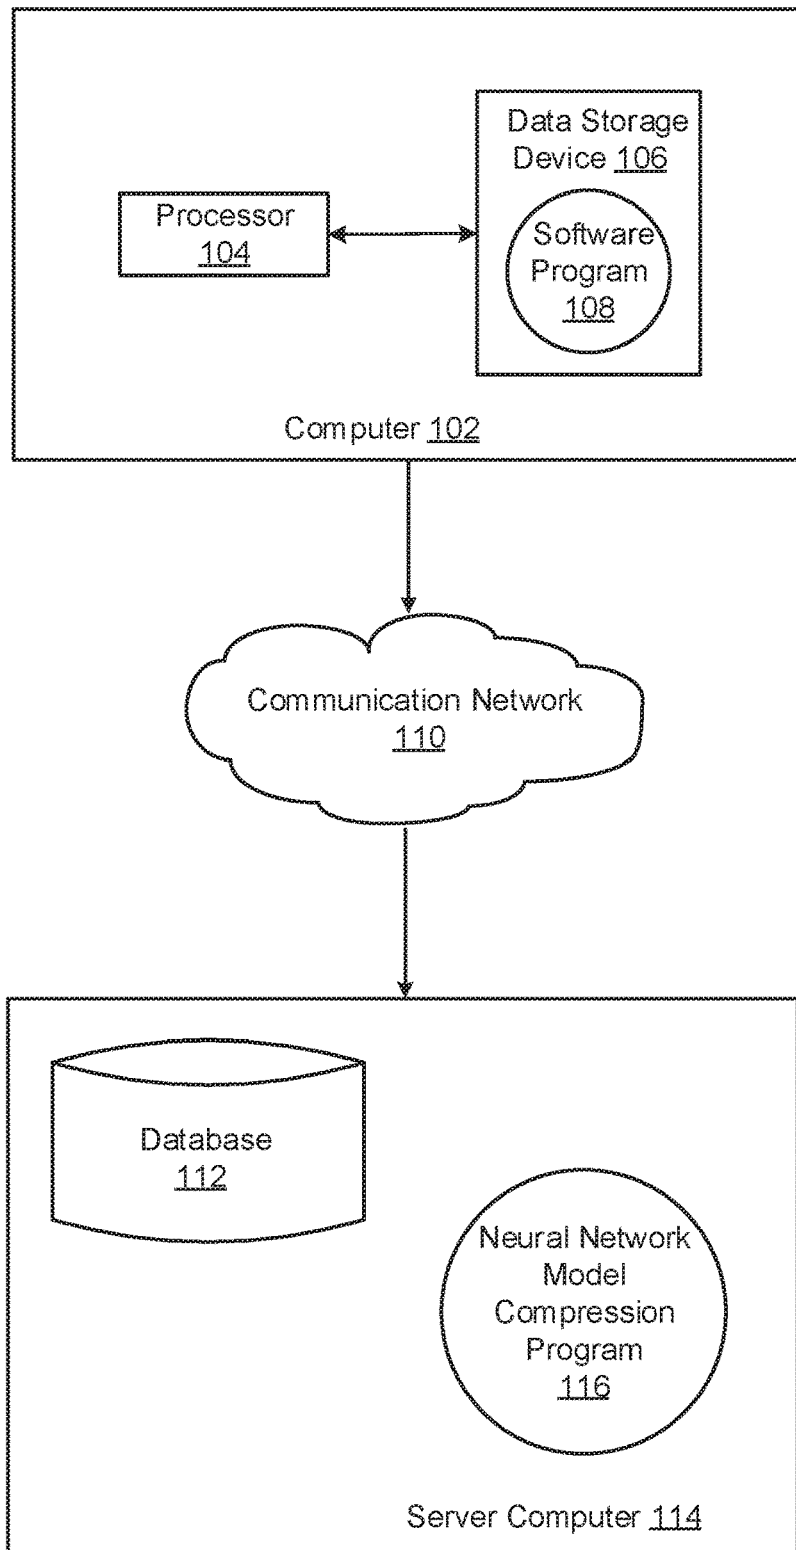 Data Storage
Device 106
Processor
104
Software
Program
108
Computer 102
Communication Network
110
Database
112
Neural Network
Model
Compression
Program
116
Server Computer 114